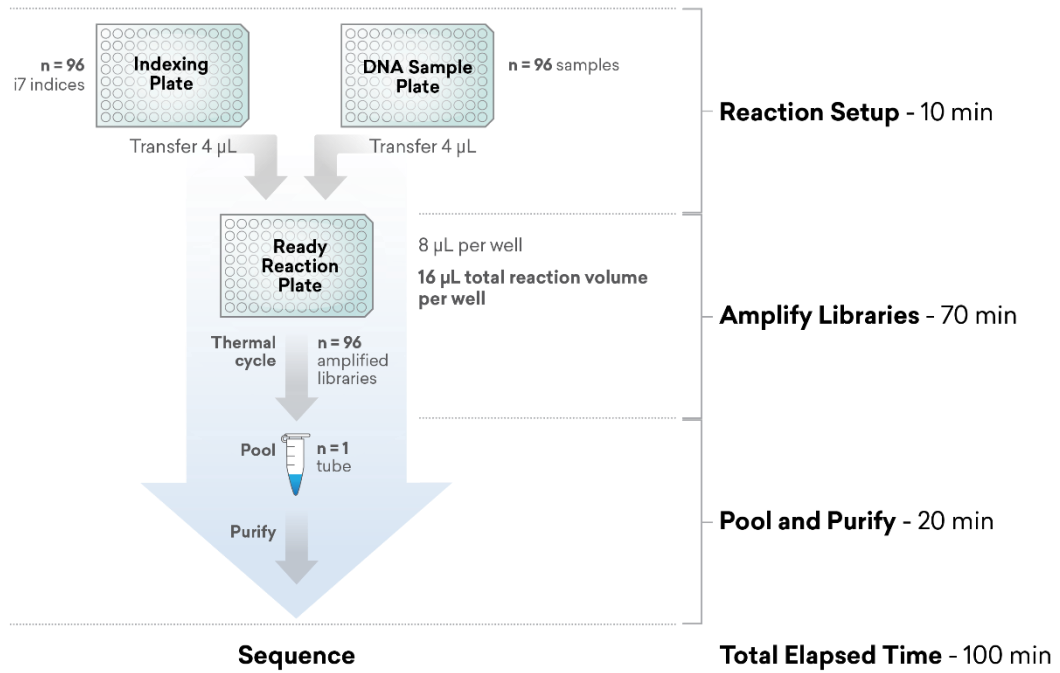 n = 96
i7 indices
Indexing
Plate
DNA Sample
Plate
n = 96 samples
Transfer 4 µL
Transfer 4 µL
Reaction Setup - 10 min
Ready
Reaction
Plate
8 µL per well
16 µL total reaction volume
per well
Amplify Libraries - 70 min
Thermal
cycle
n = 96
amplified
libraries
Pool
n = 1
tube
Purify
Pool and Purify - 20 min
Sequence
Total Elapsed Time - 100 min